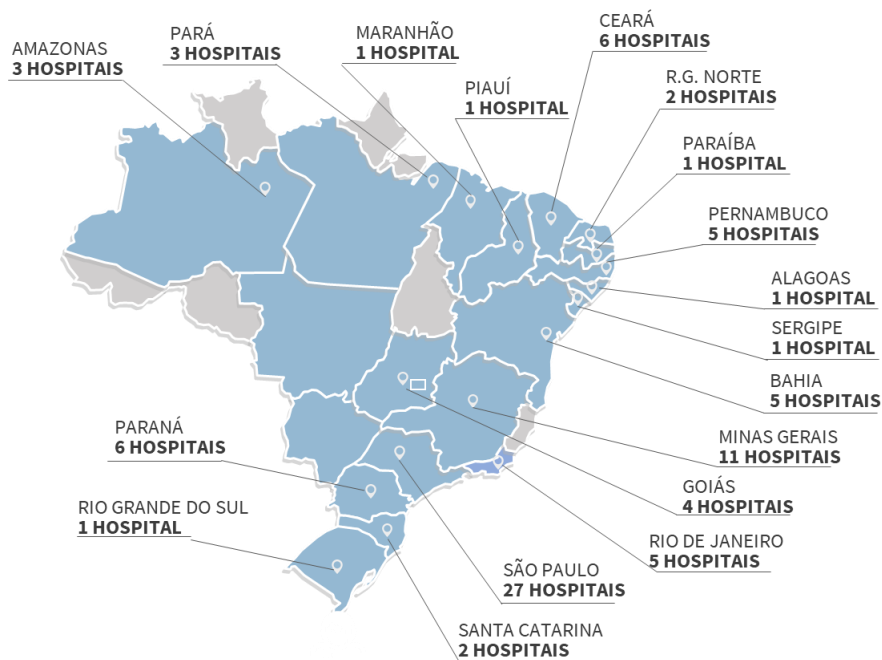 AMAZONAS
3 HOSPITAIS
PARÁ
3 HOSPITAIS
MARANHÃO
1 HOSPITAL
CEARÁ
6 HOSPITAIS
PIAUÍ
1 HOSPITAL
R.G. NORTE
2 HOSPITAIS
PARAÍBA
1 HOSPITAL
PERNAMBUCO
5 HOSPITAIS
ALAGOAS
1 HOSPITAL
SERGIPE
1 HOSPITAL
BAHIA
5 HOSPITAIS
MINAS GERAIS
11 HOSPITAIS
GOIÁS
4 HOSPITAIS
RIO DE JANEIRO
5 HOSPITAIS
SÃO PAULO
27 HOSPITAIS
SANTA CATARINA
2 HOSPITAIS
PARANÁ
6 HOSPITAIS
RIO GRANDE DO SUL
1 HOSPITAL